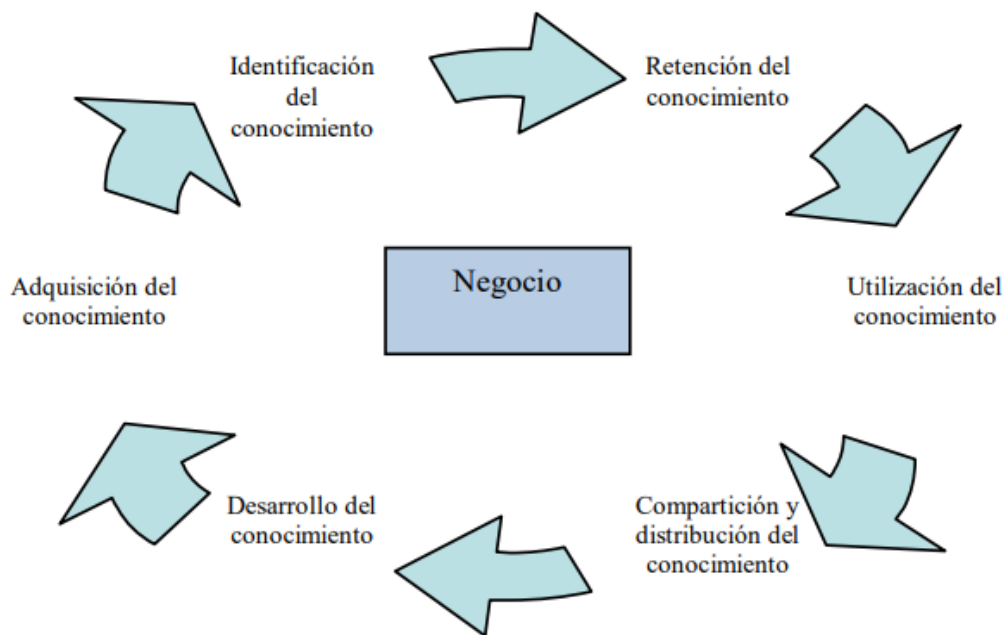 Identificación
del
conocimiento
Retención del
conocimiento
Adquisición del
conocimiento
Negocio
Utilización del
conocimiento
Desarrollo del
conocimiento
Compartición y
distribución del
conocimiento